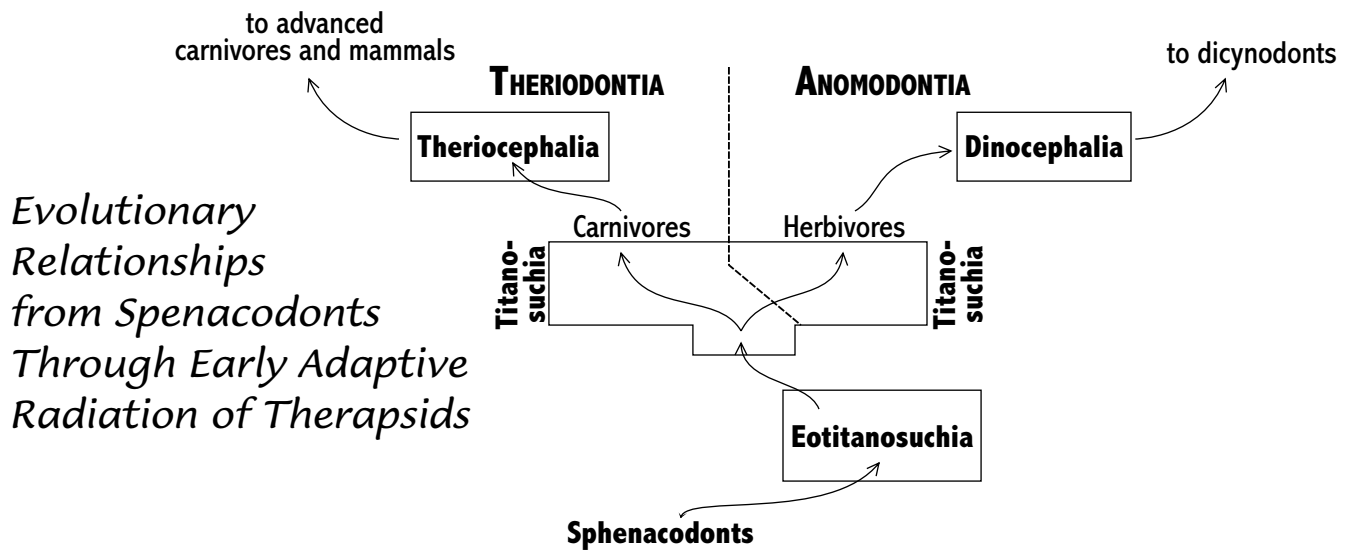 to advanced
carnivores and mammals
to dicynodonts
THERIODONTIA
ANOMODONTIA
Theriocephalia
Dinocephalia
Evolutionary
Relationships
from Spenacodonts
Through Early Adaptive
Radiation of Therapsids
Carnivores
Herbivores
Titano-
suchia
Titano-
suchia
Eotitanosuchia
Sphenacodonts